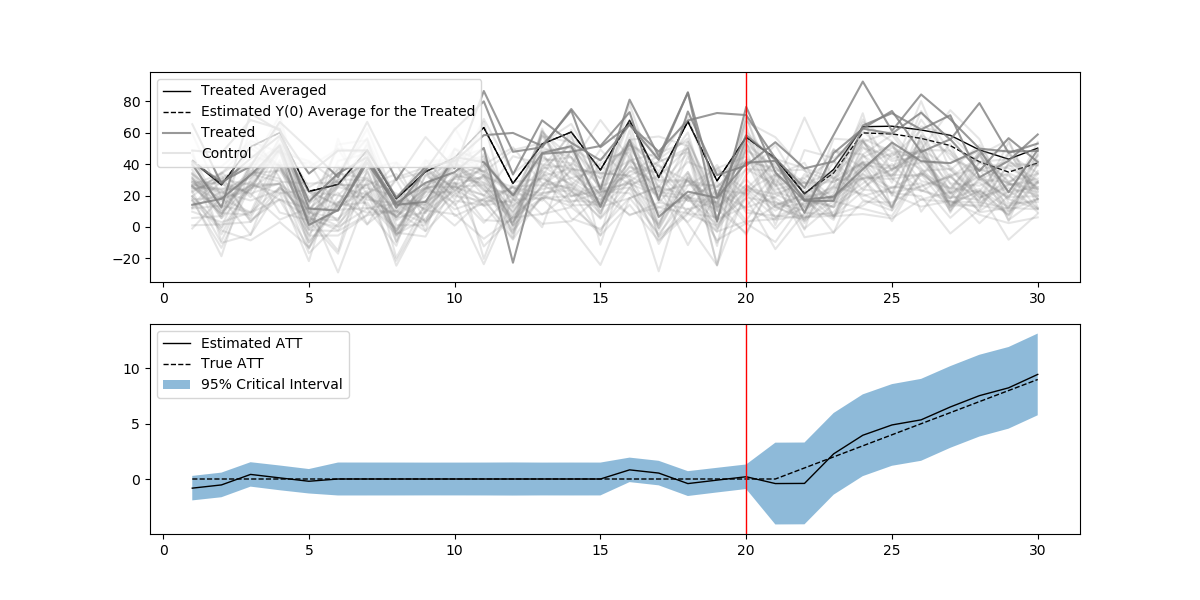 Treated Averaged
Estimated Y(0) Average for the Treated
Treated
Control
80
60
40
20
0
−20
0 5 10 15 20 25 30
Estimated ATT
True ATT
95% Critical Interval
10
5
0
0 5 10 15 20 25 30